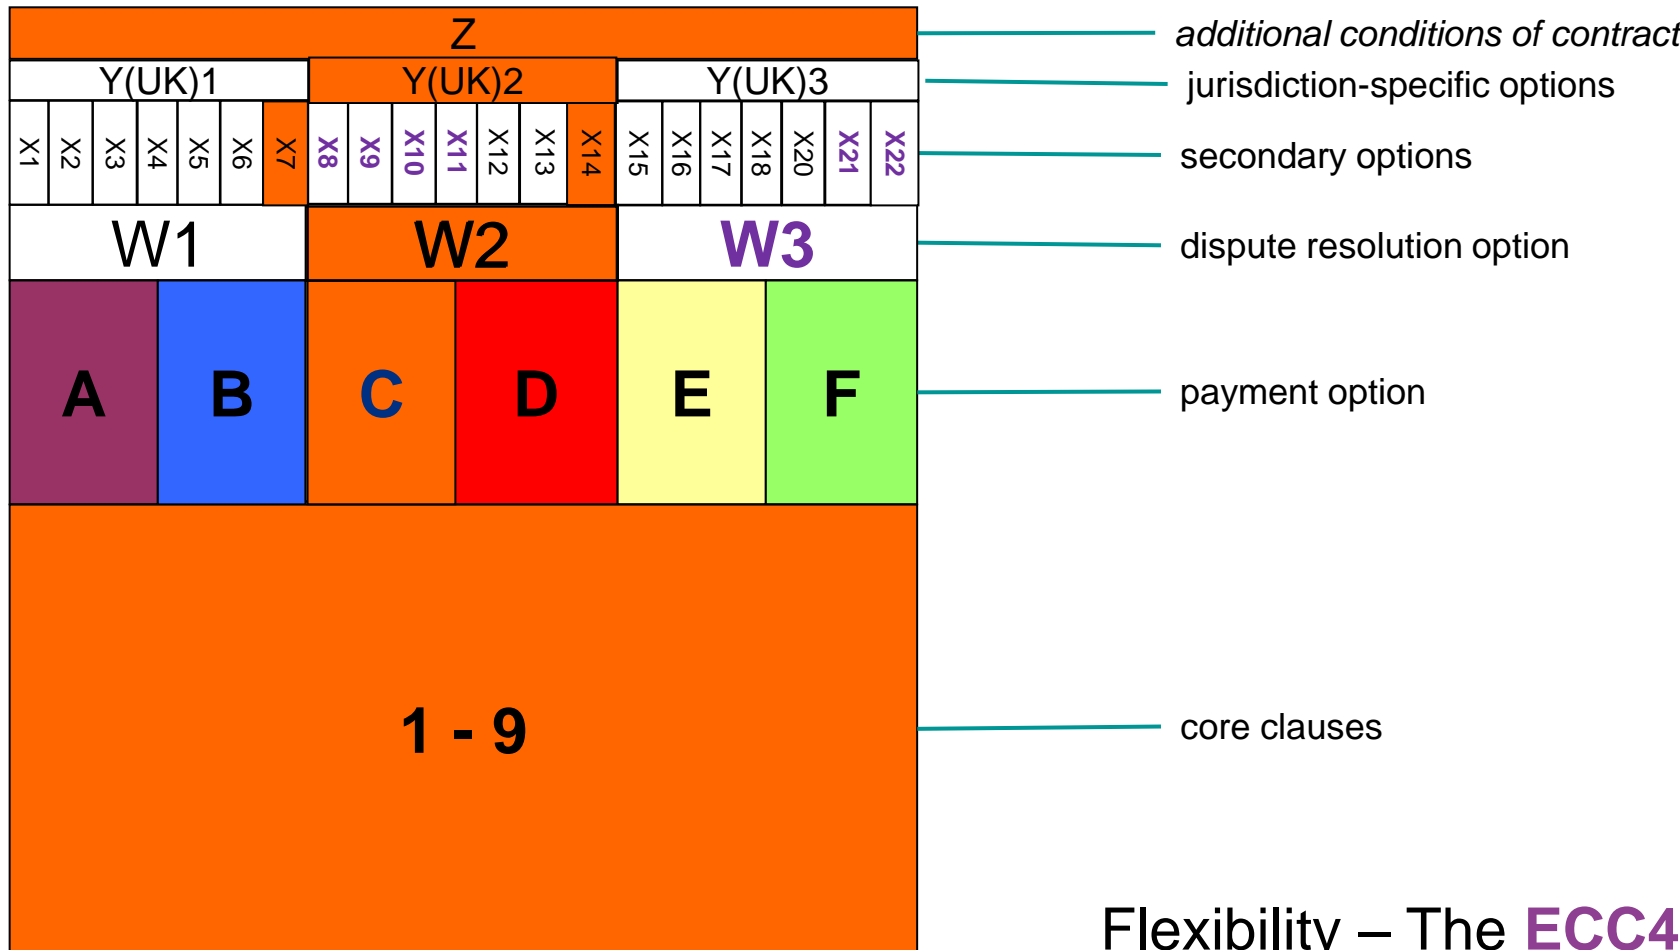 Z
additional conditions of contract
Y(UK)1 Y(UK)2 Y(UK)3
jurisdiction-specific options
X1 X2 X3 X4 X5 X6 X7 X8 X9 X10 X11 X12 X13 X14 X15 X16 X17 X18 X20 X21 X22
secondary options
W1 W2 W3
dispute resolution option
A B C D E F
payment option
1 - 9
core clauses
Flexibility – The ECC4